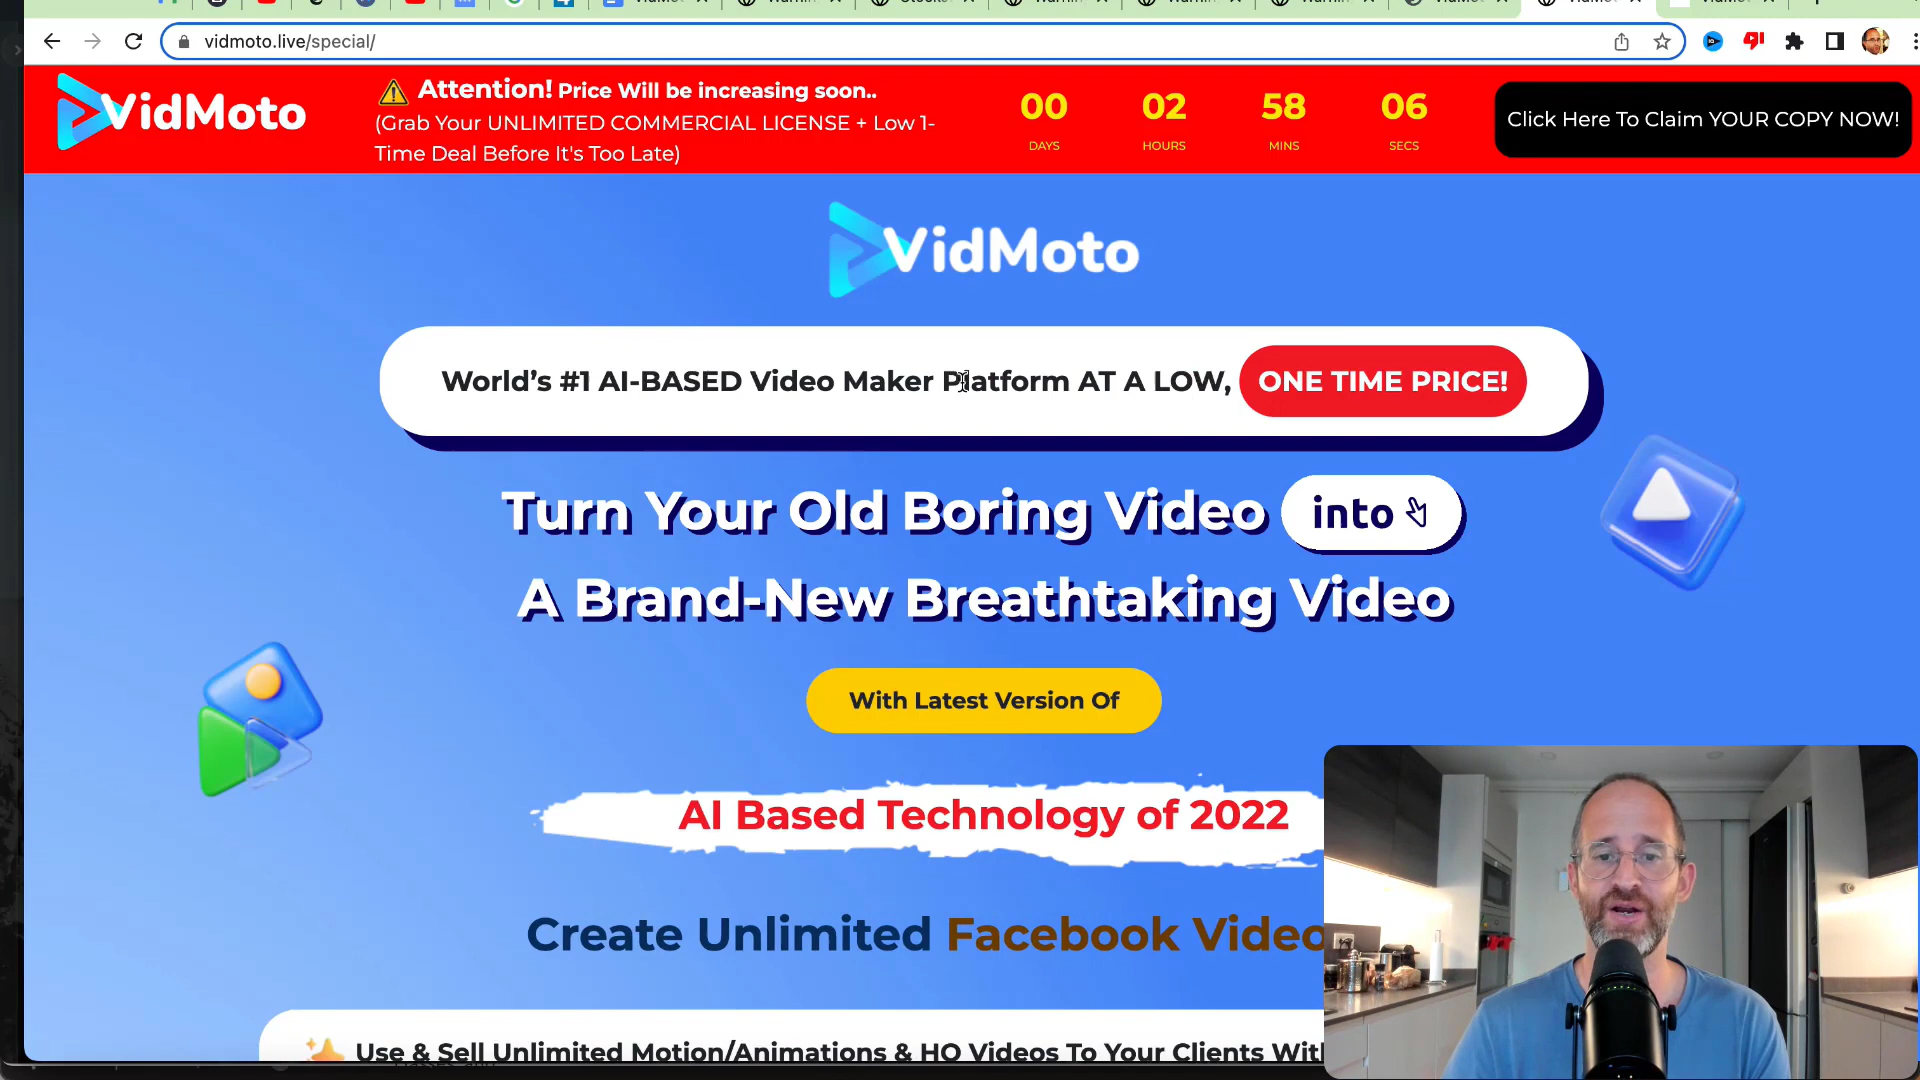 vidmoto.live/special/
VidMoto
Attention! Price Will be increasing soon..
(Grab Your UNLIMITED COMMERCIAL LICENSE + Low 1-
Time Deal Before It's Too Late)
00 02 58 06
DAYS HOURS MINS SECS
Click Here To Claim YOUR COPY NOW!
VidMoto
World's #1 AI-BASED Video Maker Platform AT A LOW, ONE TIME PRICE!
Turn Your Old Boring Video into
A Brand-New Breathtaking Video
With Latest Version Of
AI Based Technology of 2022
Create Unlimited Facebook Video
Use & Sell Unlimited Motion/Animations & HQ Videos To Your Clients With